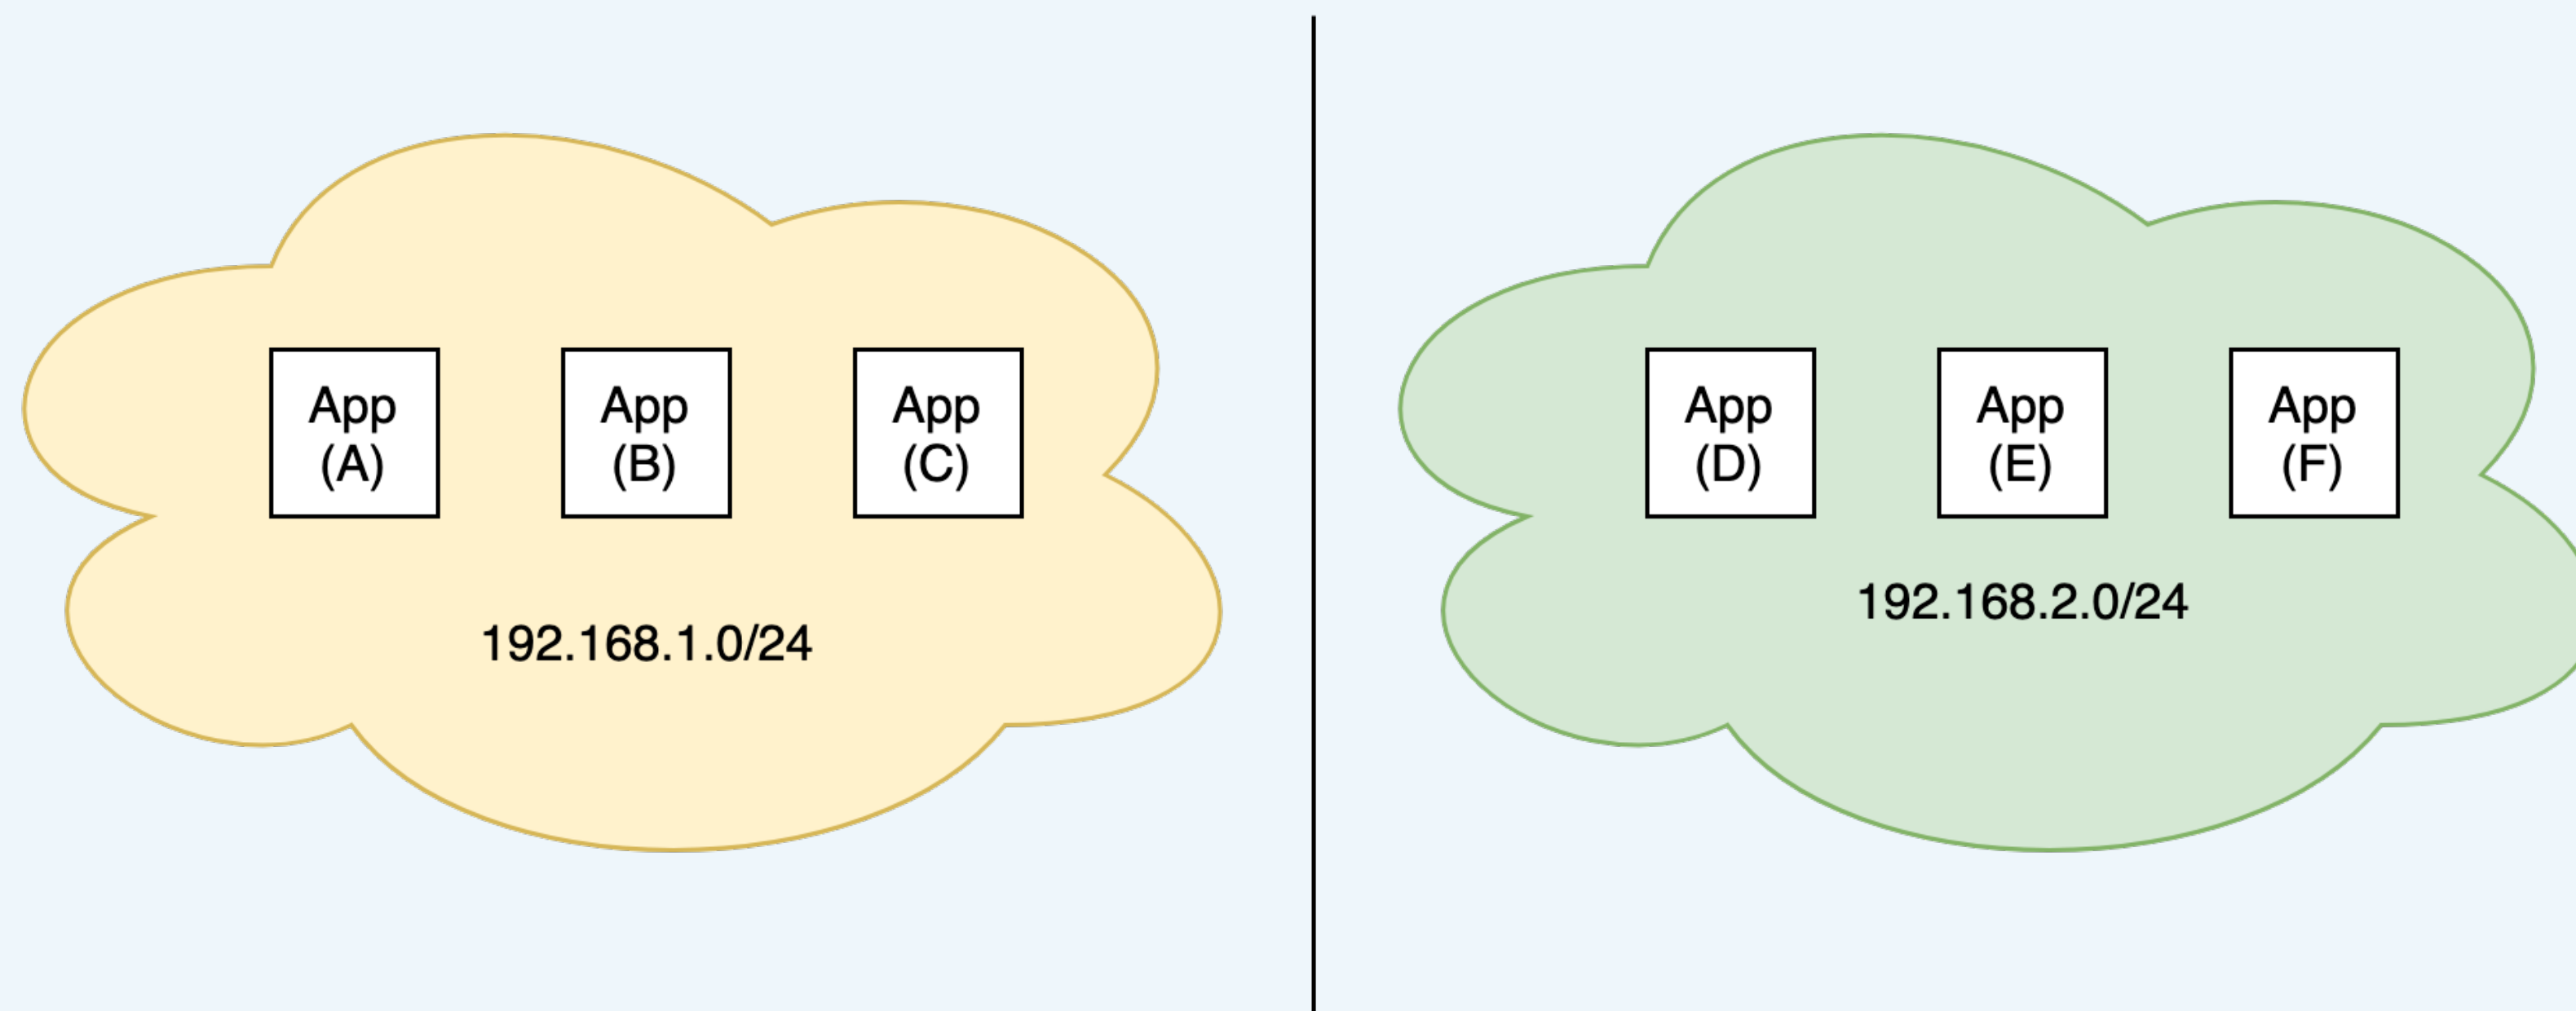 App
(A)
App
(B)
App
(C)
192.168.1.0/24
App
(D)
App
(E)
App
(F)
192.168.2.0/24